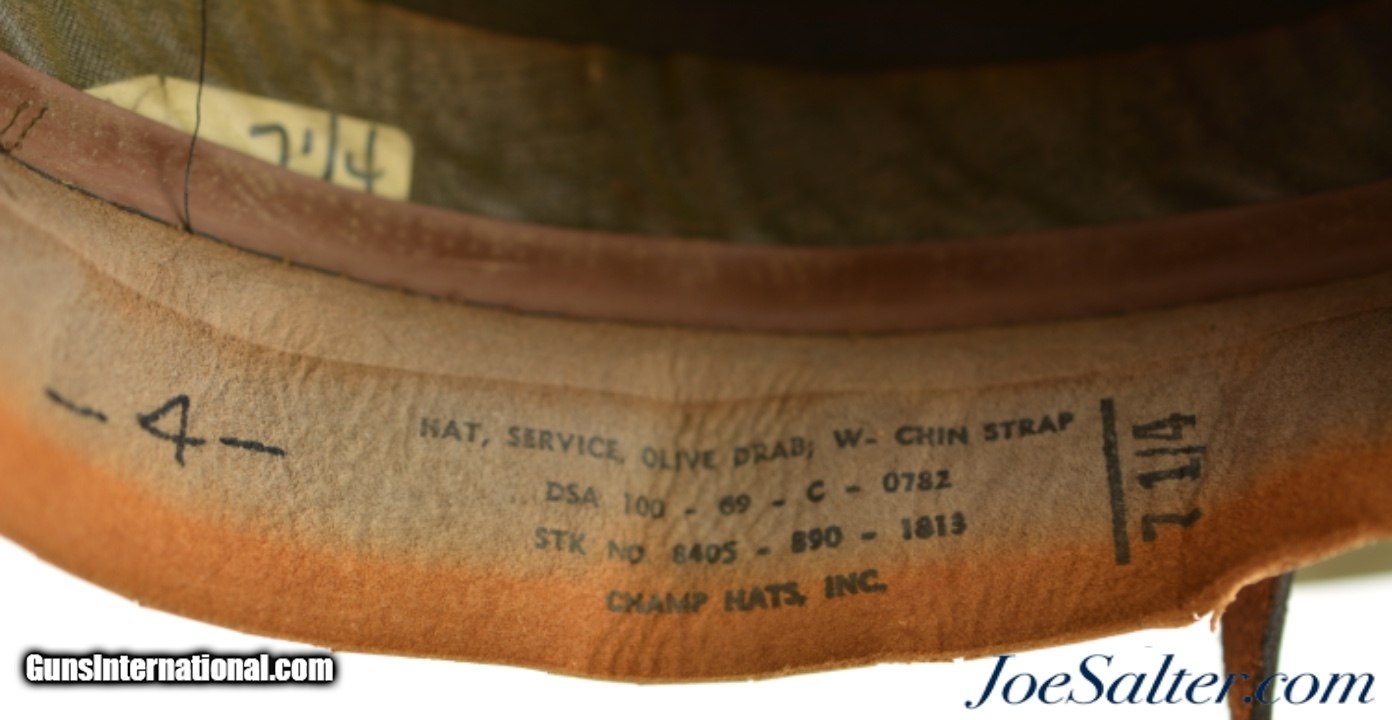 7 1/4
- 4 -
HAT, SERVICE, OLIVE DRAB; W- CHIN STRAP
DSA 100 - 69 - C - 0782
STK NO 8405 - 890 - 1813
CHAMP HATS, INC.
7 1/4
GunsInternational.com
JoeSalter.com